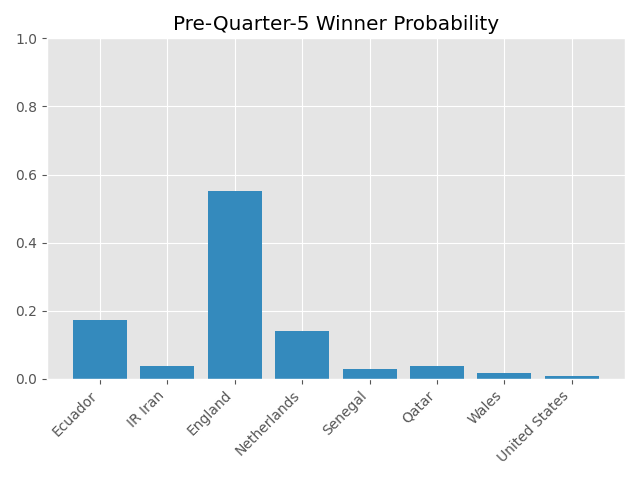 Pre-Quarter-5 Winner Probability
1.0
0.8
0.6
0.4
0.2
0.0
Ecuador
IR Iran
England
Netherlands
Senegal
Qatar
Wales
United States